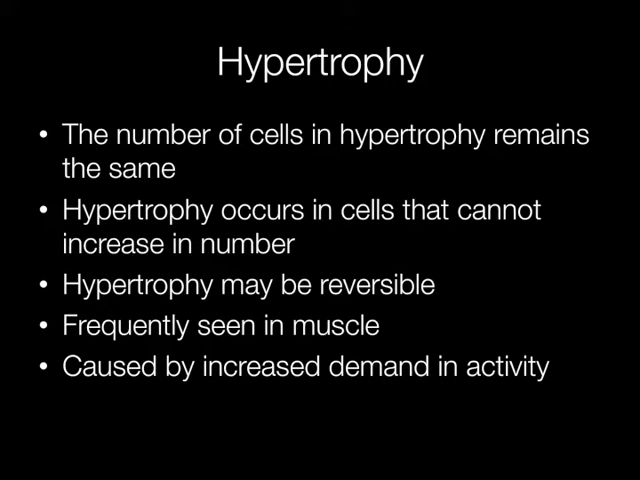 Hypertrophy
• The number of cells in hypertrophy remains
the same
• Hypertrophy occurs in cells that cannot
increase in number
• Hypertrophy may be reversible
• Frequently seen in muscle
• Caused by increased demand in activity